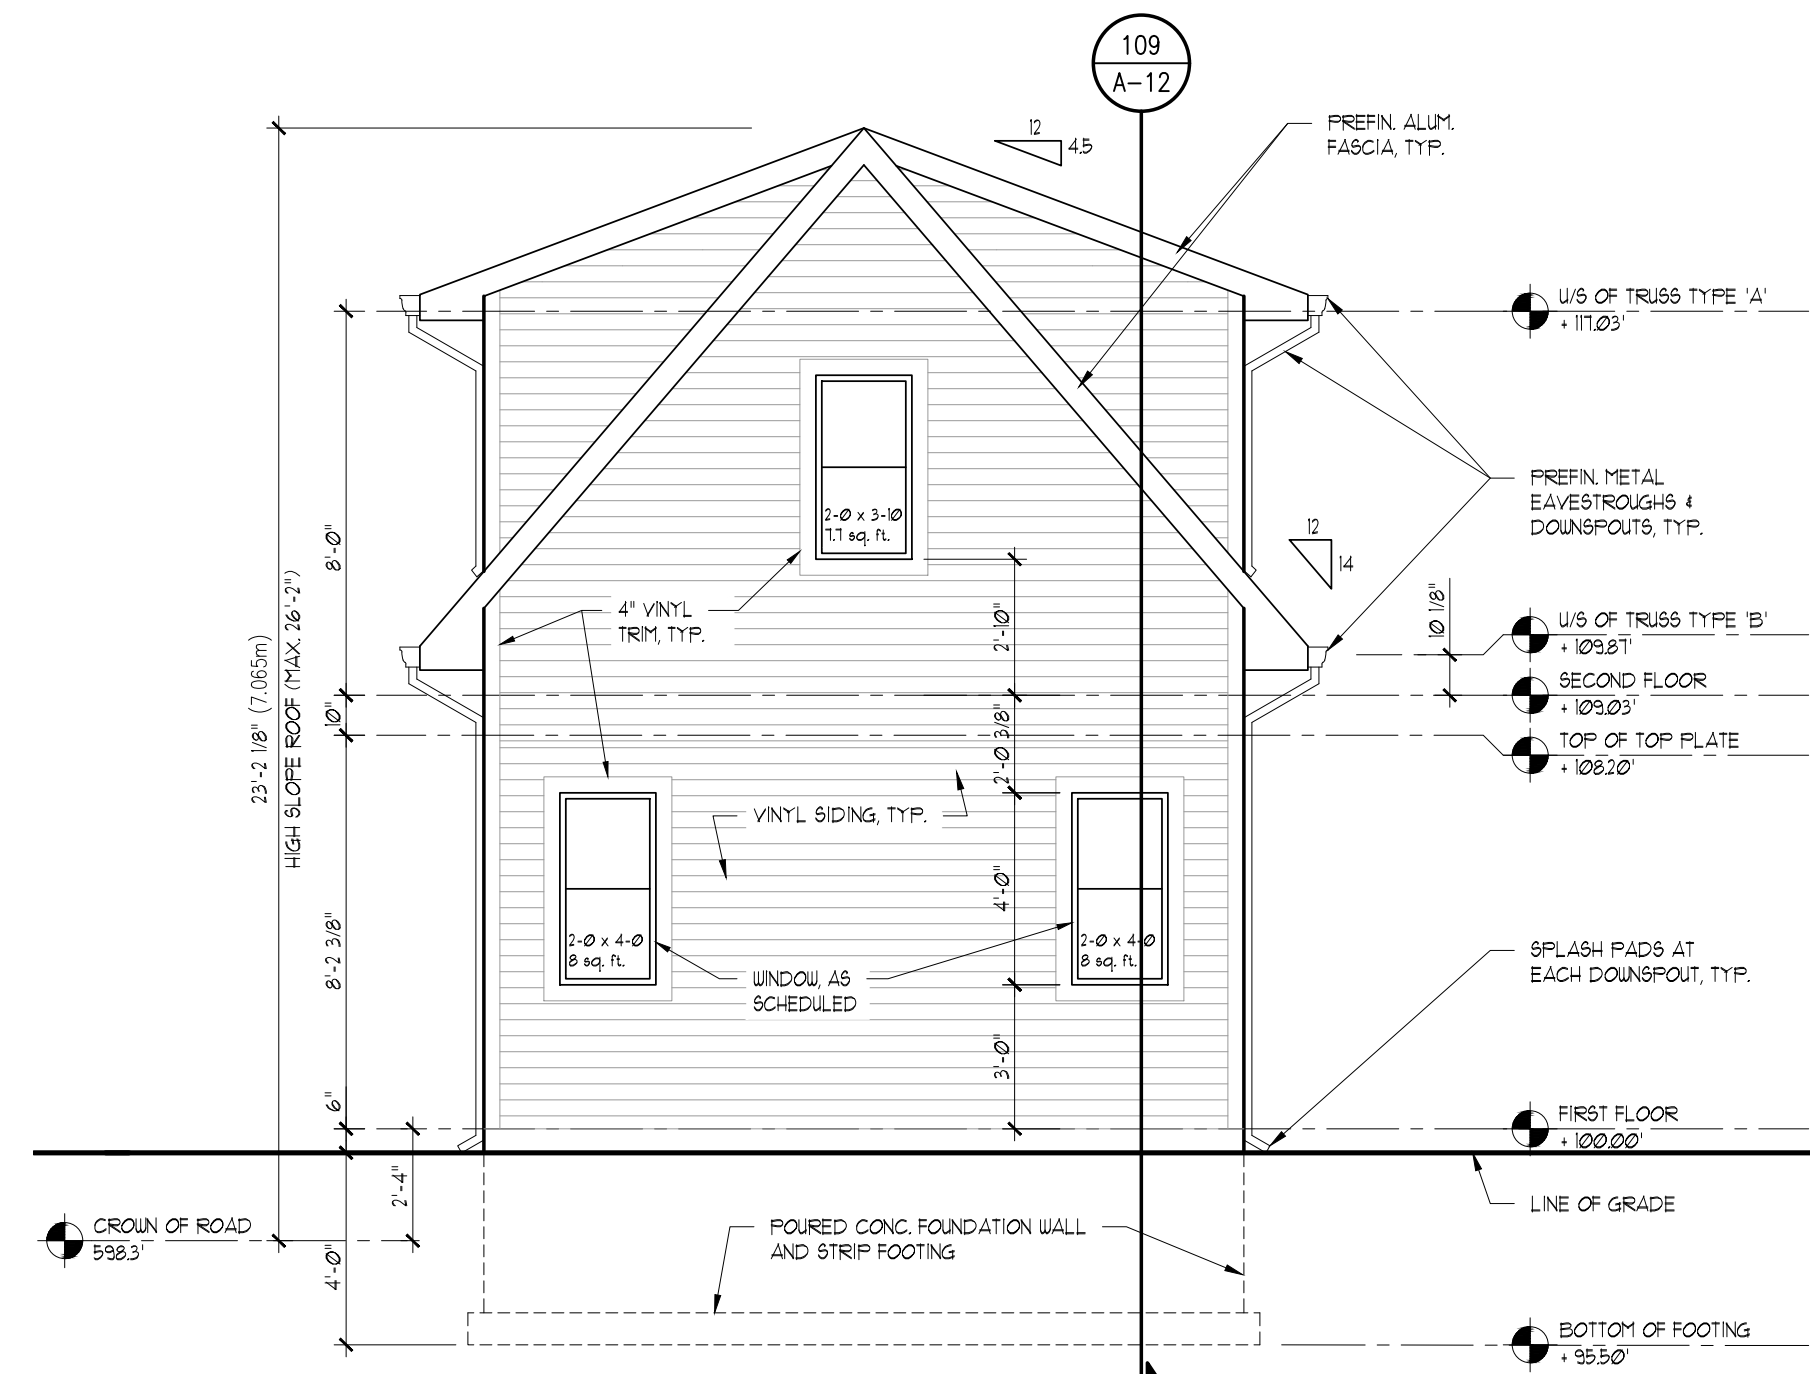 109
A-12
PREFIN. ALUM.
FASCIA, TYP.
12
4.5
U/S OF TRUSS TYPE 'A'
+ 117.03'
2-0 x 3-10
7.7 sq. ft.
PREFIN. METAL
EAVESTROUGHS &
DOWNSPOUTS, TYP.
12
14
8'-0"
4" VINYL
TRIM, TYP.
2'-10"
10 1/8"
U/S OF TRUSS TYPE 'B'
+ 109.87'
SECOND FLOOR
+ 109.03'
10"
2'-0 3/8"
TOP OF TOP PLATE
+ 108.20'
23'-2 1/8" (7.065m)
HIGH SLOPE ROOF (MAX. 26'-2")
VINYL SIDING, TYP.
4'-0"
8'-2 3/8"
2-0 x 4-0
8 sq. ft.
2-0 x 4-0
8 sq. ft.
WINDOW, AS
SCHEDULED
SPLASH PADS AT
EACH DOWNSPOUT, TYP.
3'-0"
6"
FIRST FLOOR
+ 100.00'
2'-4"
LINE OF GRADE
CROWN OF ROAD
598.3'
POURED CONC. FOUNDATION WALL
AND STRIP FOOTING
4'-0"
BOTTOM OF FOOTING
+ 95.50'